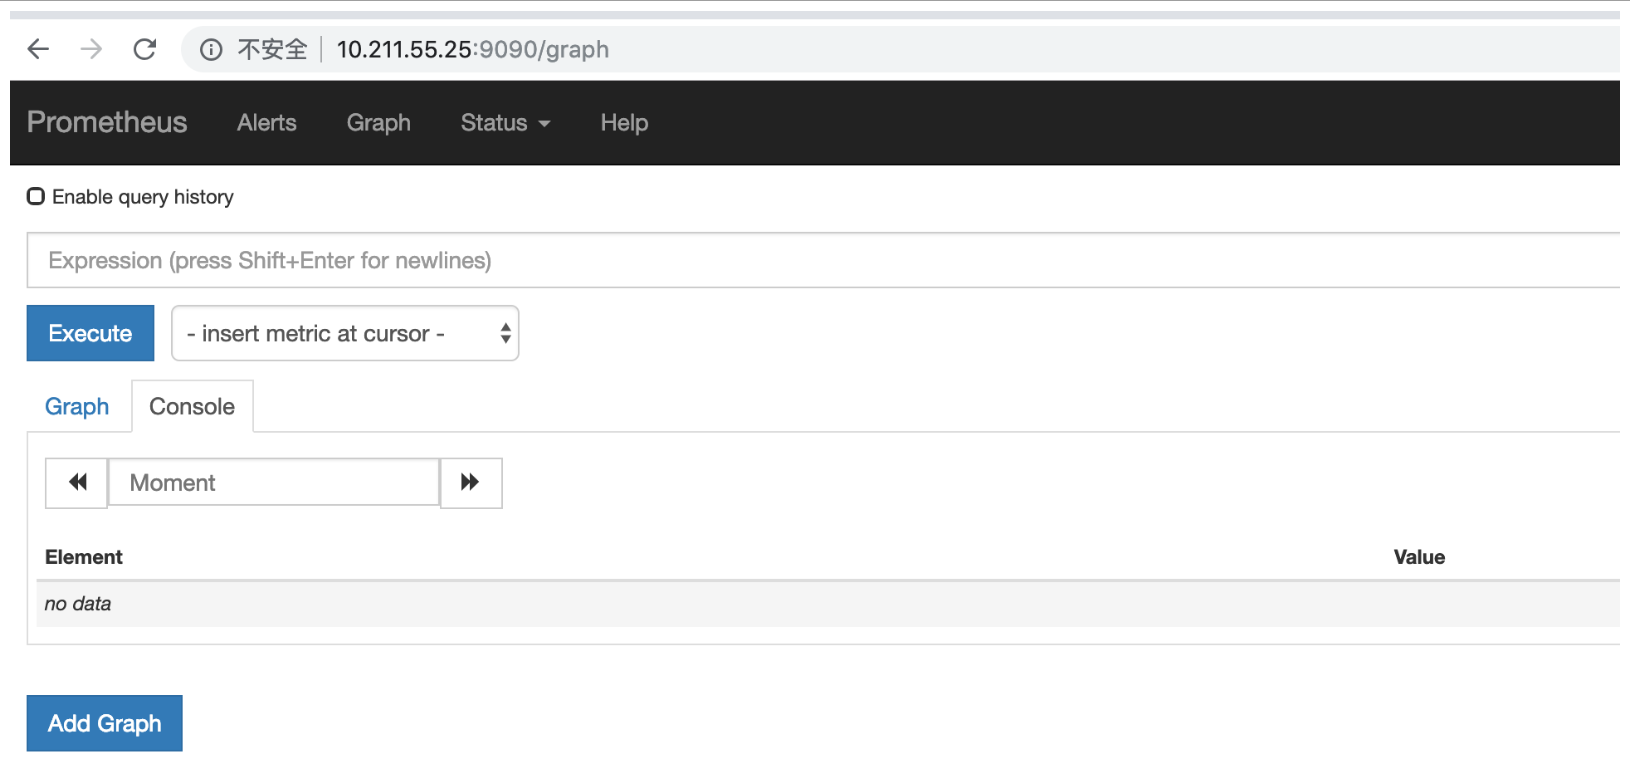 不安全 10.211.55.25:9090/graph
Prometheus Alerts Graph Status Help
Enable query history
Expression (press Shift+Enter for newlines)
Execute - insert metric at cursor -
Graph Console
Moment
Element Value
no data
Add Graph